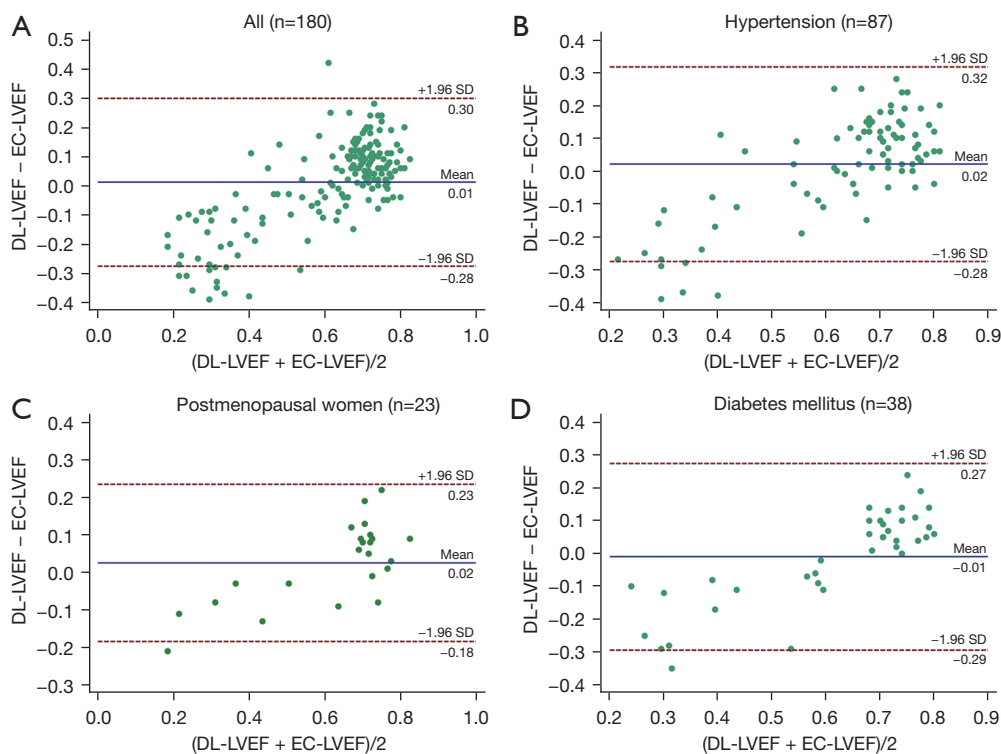 A
All (n=180)
DL-LVEF – EC-LVEF
0.5
0.4
0.3
0.2
0.1
0.0
−0.1
−0.2
−0.3
−0.4
+1.96 SD
0.30
Mean
0.01
−1.96 SD
−0.28
0.0 0.2 0.4 0.6 0.8 1.0
(DL-LVEF + EC-LVEF)/2
B
Hypertension (n=87)
DL-LVEF – EC-LVEF
0.4
0.3
0.2
0.1
0.0
−0.1
−0.2
−0.3
−0.4
+1.96 SD
0.32
Mean
0.02
−1.96 SD
−0.28
0.2 0.3 0.4 0.5 0.6 0.7 0.8 0.9
(DL-LVEF + EC-LVEF)/2
C
Postmenopausal women (n=23)
DL-LVEF – EC-LVEF
0.4
0.3
0.2
0.1
0.0
−0.1
−0.2
−0.3
+1.96 SD
0.23
Mean
0.02
−1.96 SD
−0.18
0.0 0.2 0.4 0.6 0.8 1.0
(DL-LVEF + EC-LVEF)/2
D
Diabetes mellitus (n=38)
DL-LVEF – EC-LVEF
0.4
0.3
0.2
0.1
0.0
−0.1
−0.2
−0.3
−0.4
+1.96 SD
0.27
Mean
−0.01
−1.96 SD
−0.29
0.2 0.3 0.4 0.5 0.6 0.7 0.8 0.9
(DL-LVEF + EC-LVEF)/2